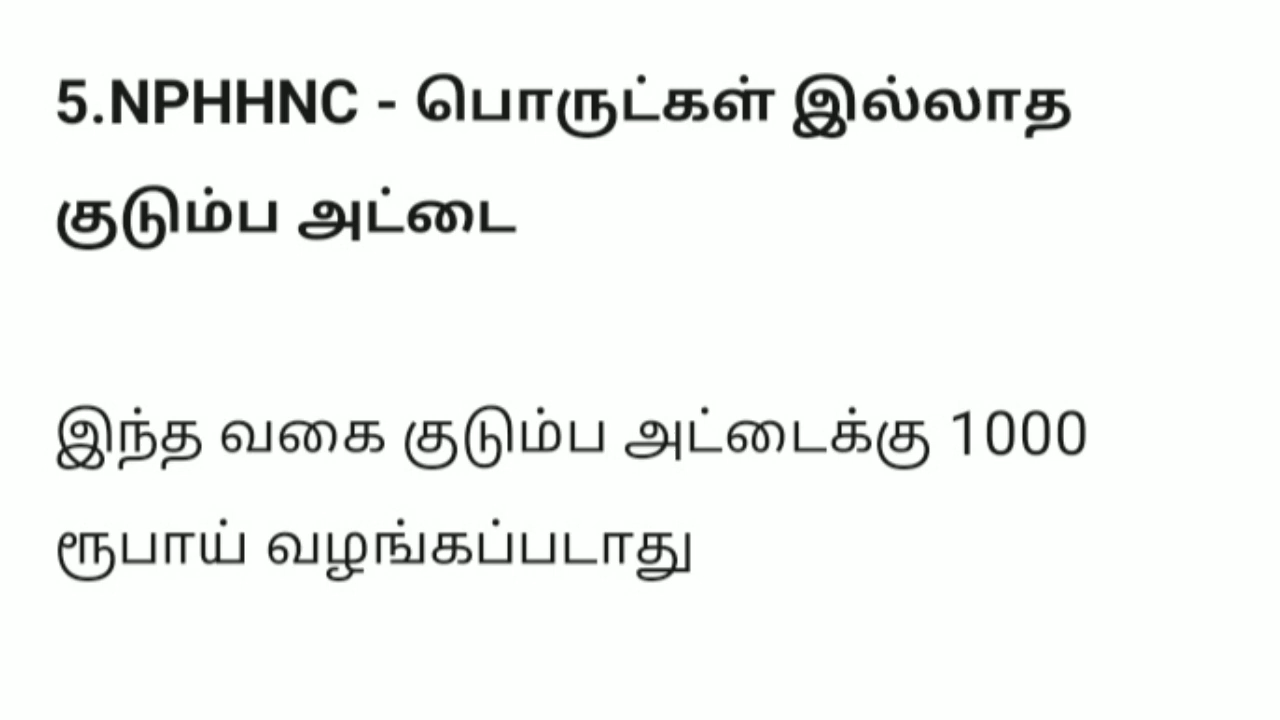 5.NPHHNC - பொருட்கள் இல்லாத
குடும்ப அட்டை
இந்த வகை குடும்ப அட்டைக்கு 1000
ரூபாய் வழங்கப்படாது